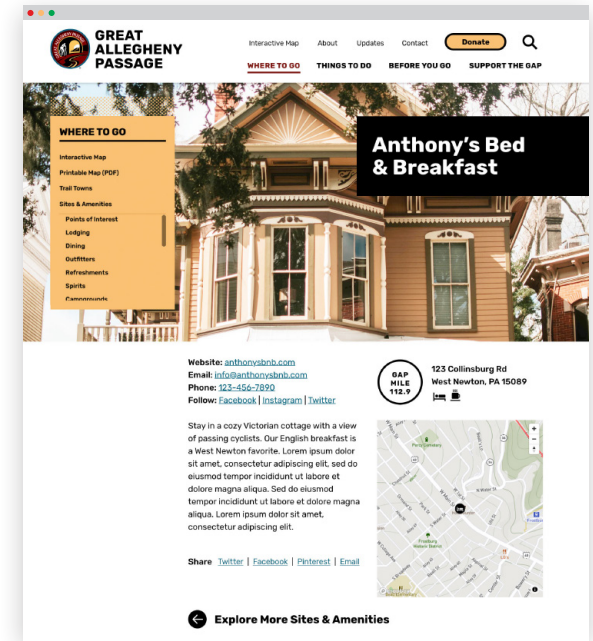 GREAT
ALLEGHENY
PASSAGE
Interactive Map About Updates Contact Donate
WHERE TO GO THINGS TO DO BEFORE YOU GO SUPPORT THE GAP
WHERE TO GO
Interactive Map
Printable Map (PDF)
Trail Towns
Sites & Amenities
Points of Interest
Lodging
Dining
Outfitters
Refreshments
Spirits
Campgrounds
Anthony's Bed
& Breakfast
Website: anthonysbnb.com
Email: info@anthonysbnb.com
Phone: 123-456-7890
Follow: Facebook | Instagram | Twitter
GAP
MILE
112.9
123 Collinsburg Rd
West Newton, PA 15089
Stay in a cozy Victorian cottage with a view
of passing cyclists. Our English breakfast is
a West Newton favorite. Lorem ipsum dolor
sit amet, consectetur adipiscing elit, sed do
eiusmod tempor incididunt ut labore et
dolore magna aliqua. Sed do eiusmod
tempor incididunt ut labore et dolore magna
aliqua. Lorem ipsum dolor sit amet,
consectetur adipiscing elit.
Share Twitter | Facebook | Pinterest | Email
Explore More Sites & Amenities